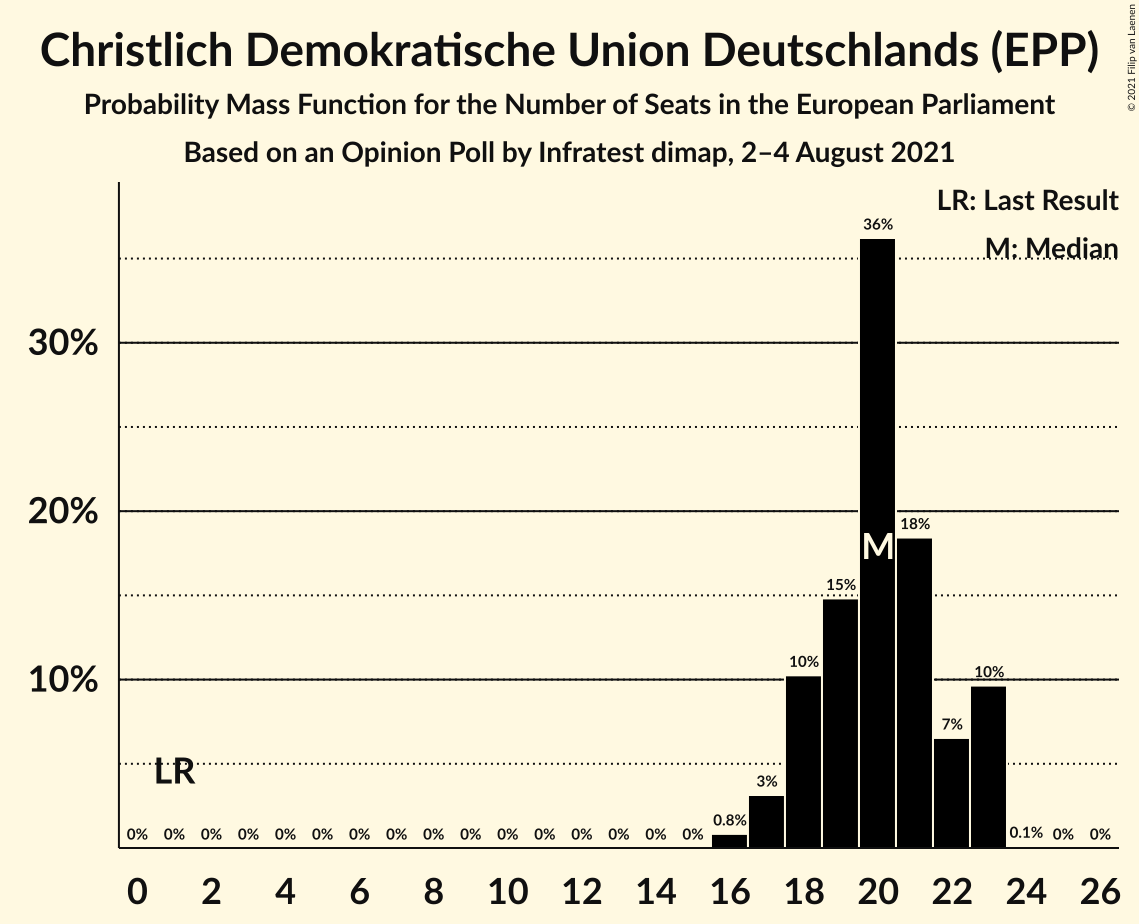 Christlich Demokratische Union Deutschlands (EPP)
Probability Mass Function for the Number of Seats in the European Parliament
Based on an Opinion Poll by Infratest dimap, 2–4 August 2021
© 2021 Filip van Laenen
LR: Last Result
M: Median
36%
30%
20%
18%
M
15%
10%
10%
10%
7%
3%
LR
0% 0% 0% 0% 0% 0% 0% 0% 0% 0% 0% 0% 0% 0% 0% 0% 0.8% 0.1% 0% 0%
0 2 4 6 8 10 12 14 16 18 20 22 24 26